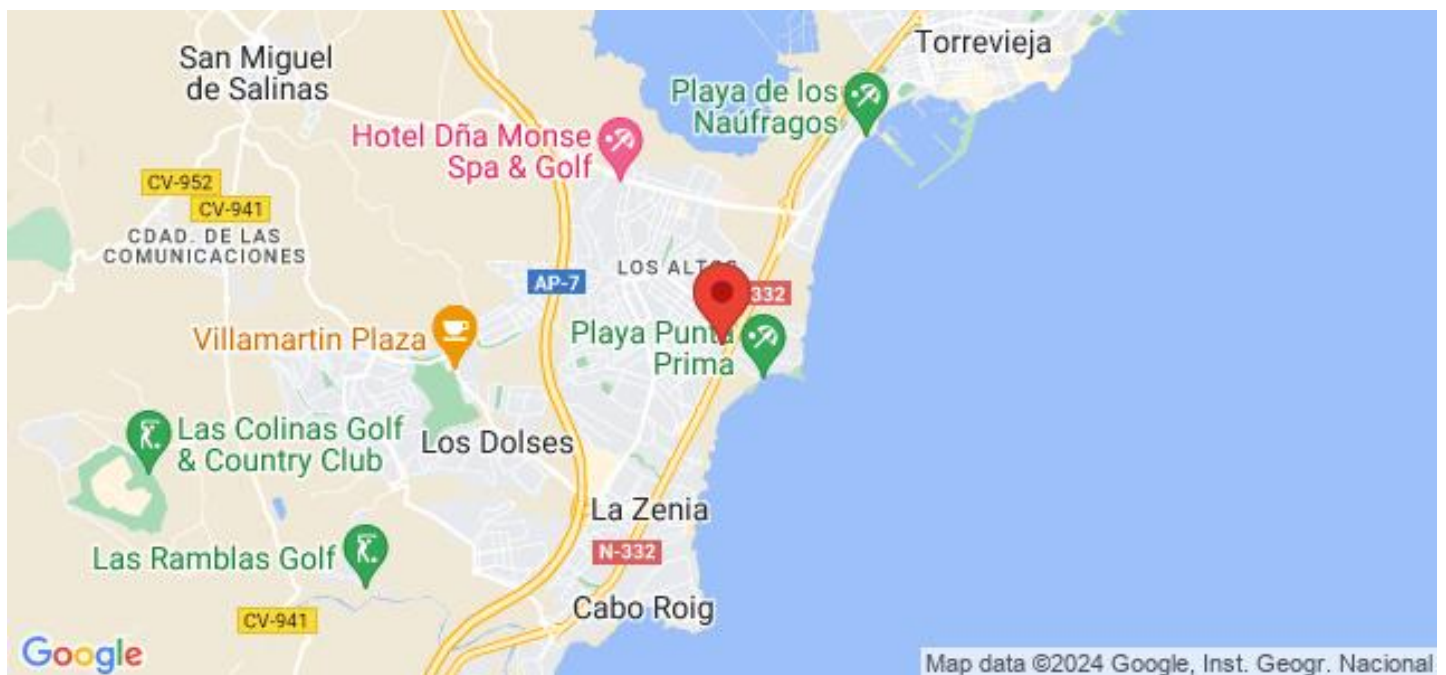 San Miguel
de Salinas
Torrevieja
Playa de los
Naúfragos
Hotel Dña Monse
Spa & Golf
CV-952
CV-941
CDAD. DE LAS
COMUNICACIONES
LOS ALTOS
AP-7
332
Villamartin Plaza
Playa Punta
Prima
Las Colinas Golf
& Country Club
Los Dolses
La Zenia
N-332
Las Ramblas Golf
Cabo Roig
CV-941
Google
Map data ©2024 Google, Inst. Geogr. Nacional